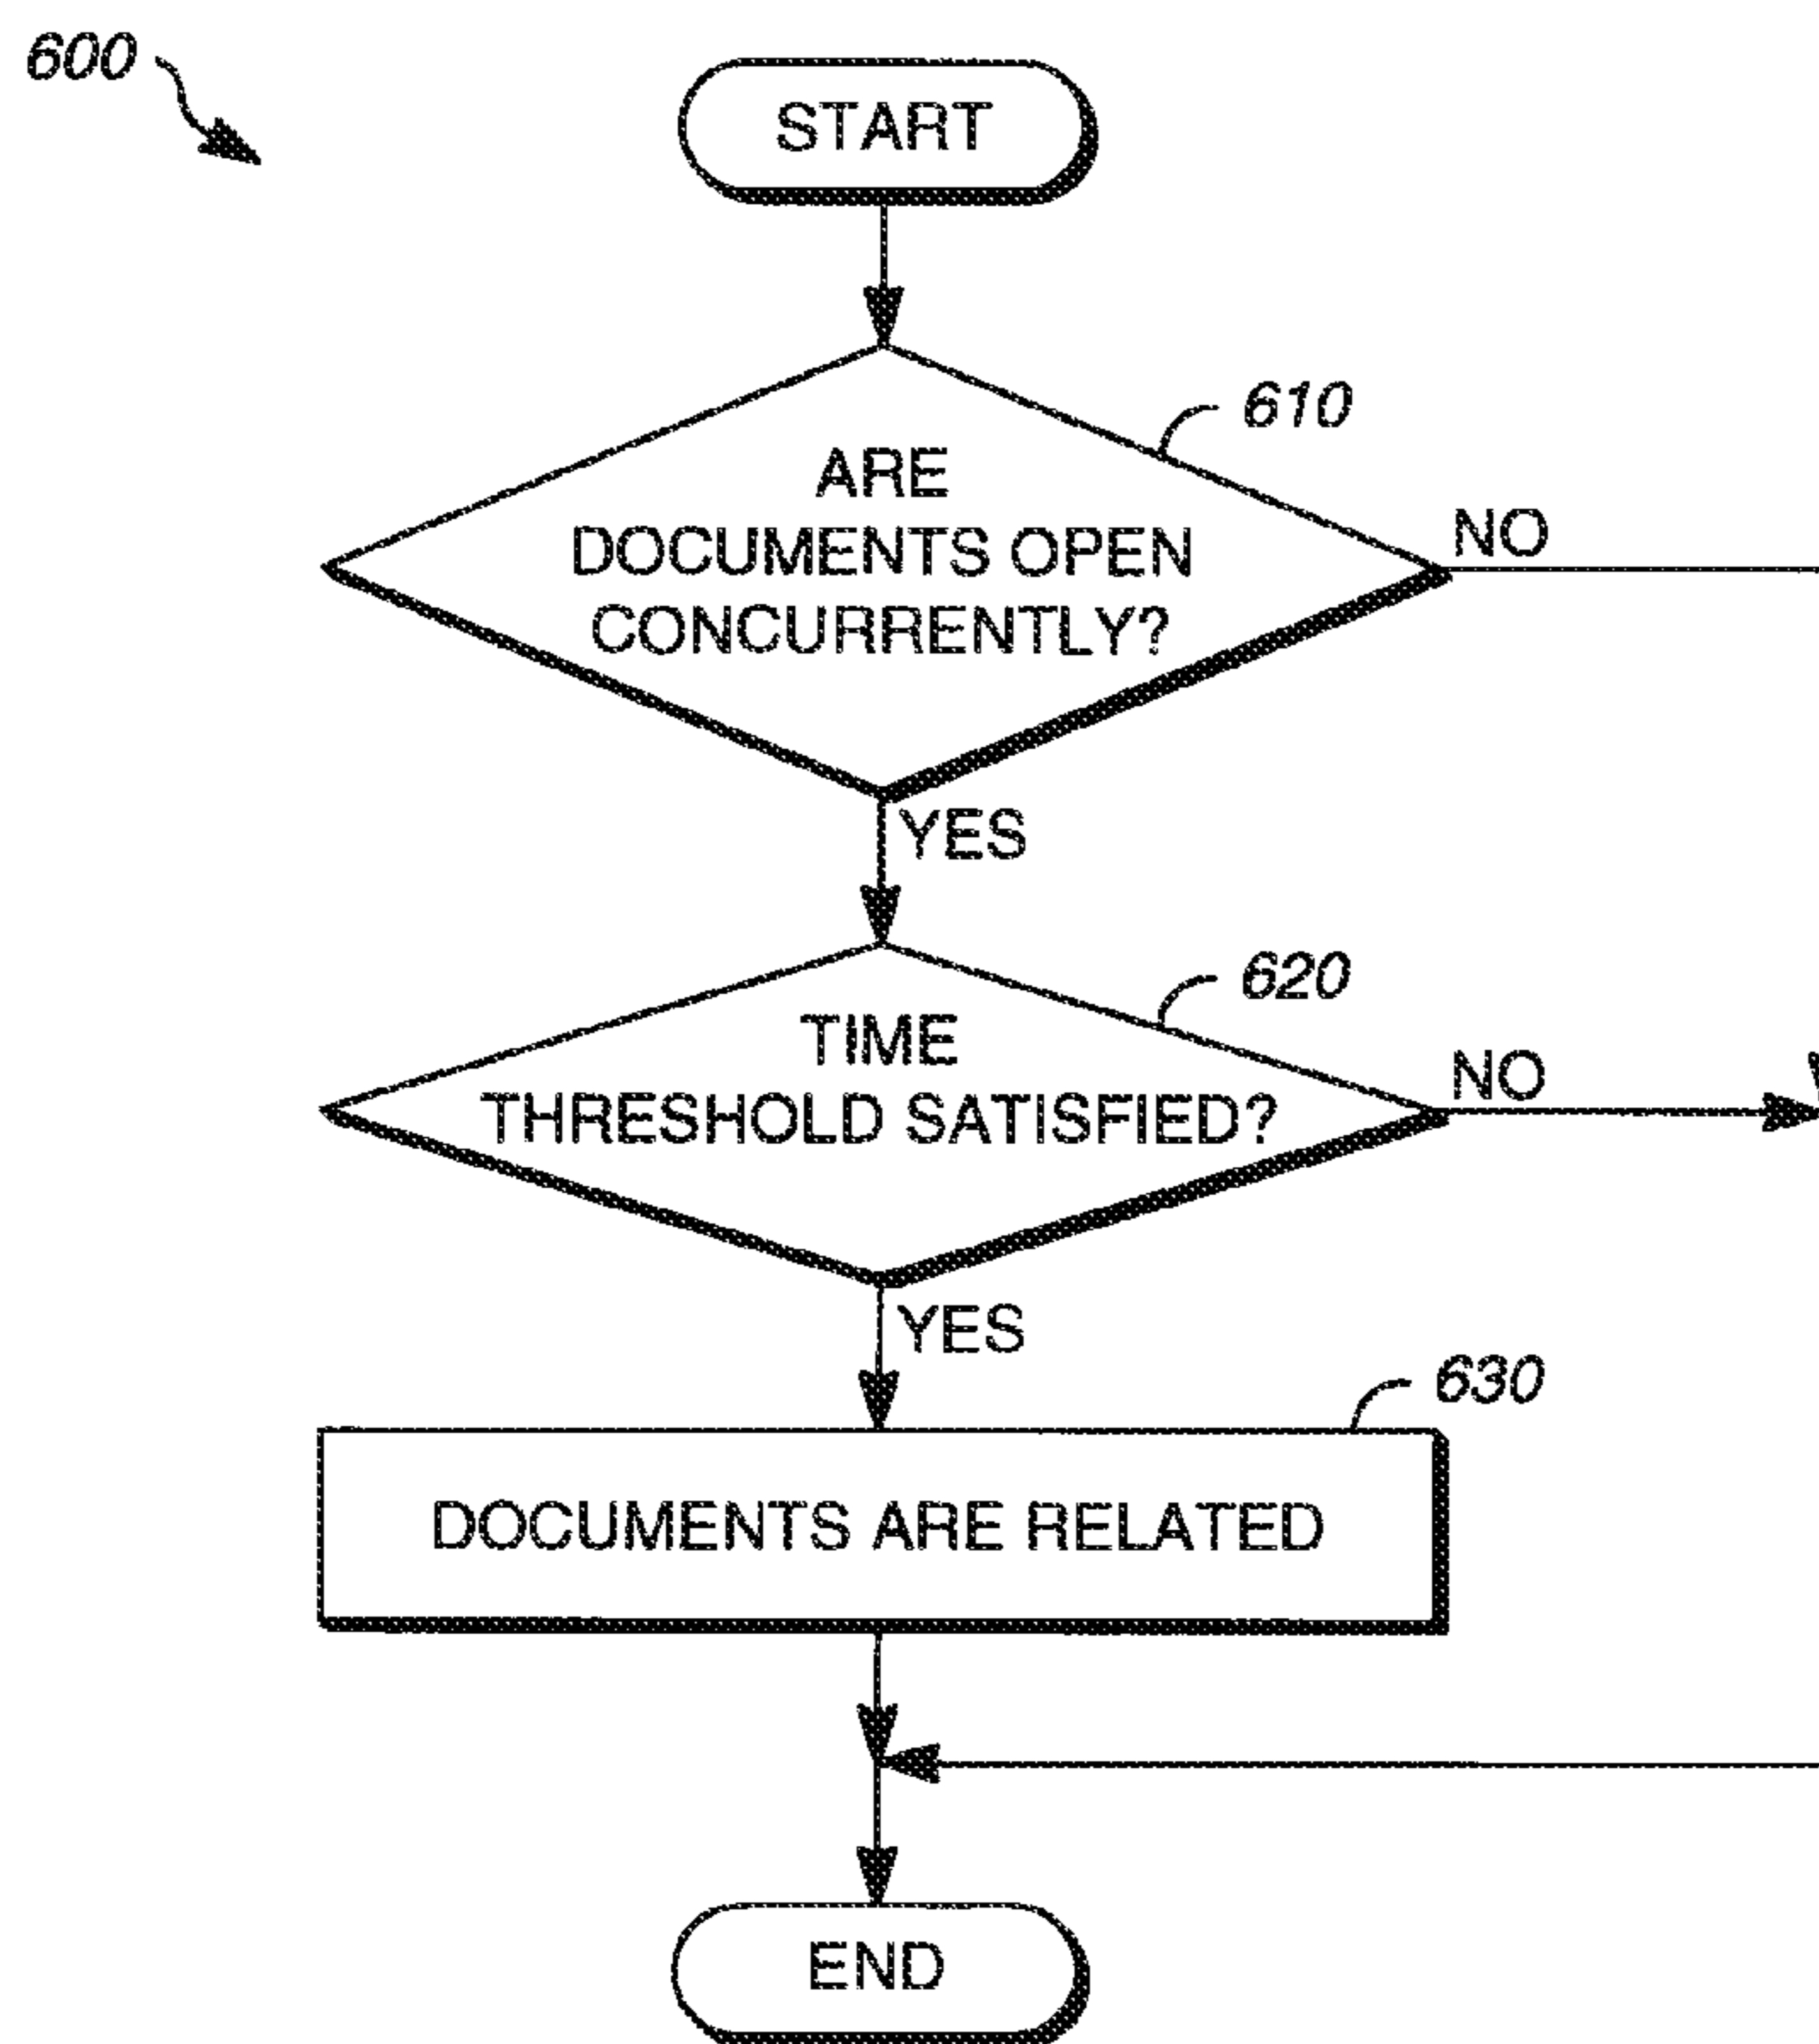 600
START
610
ARE
DOCUMENTS OPEN
CONCURRENTLY?
NO
YES
620
TIME
THRESHOLD SATISFIED?
NO
YES
630
DOCUMENTS ARE RELATED
END